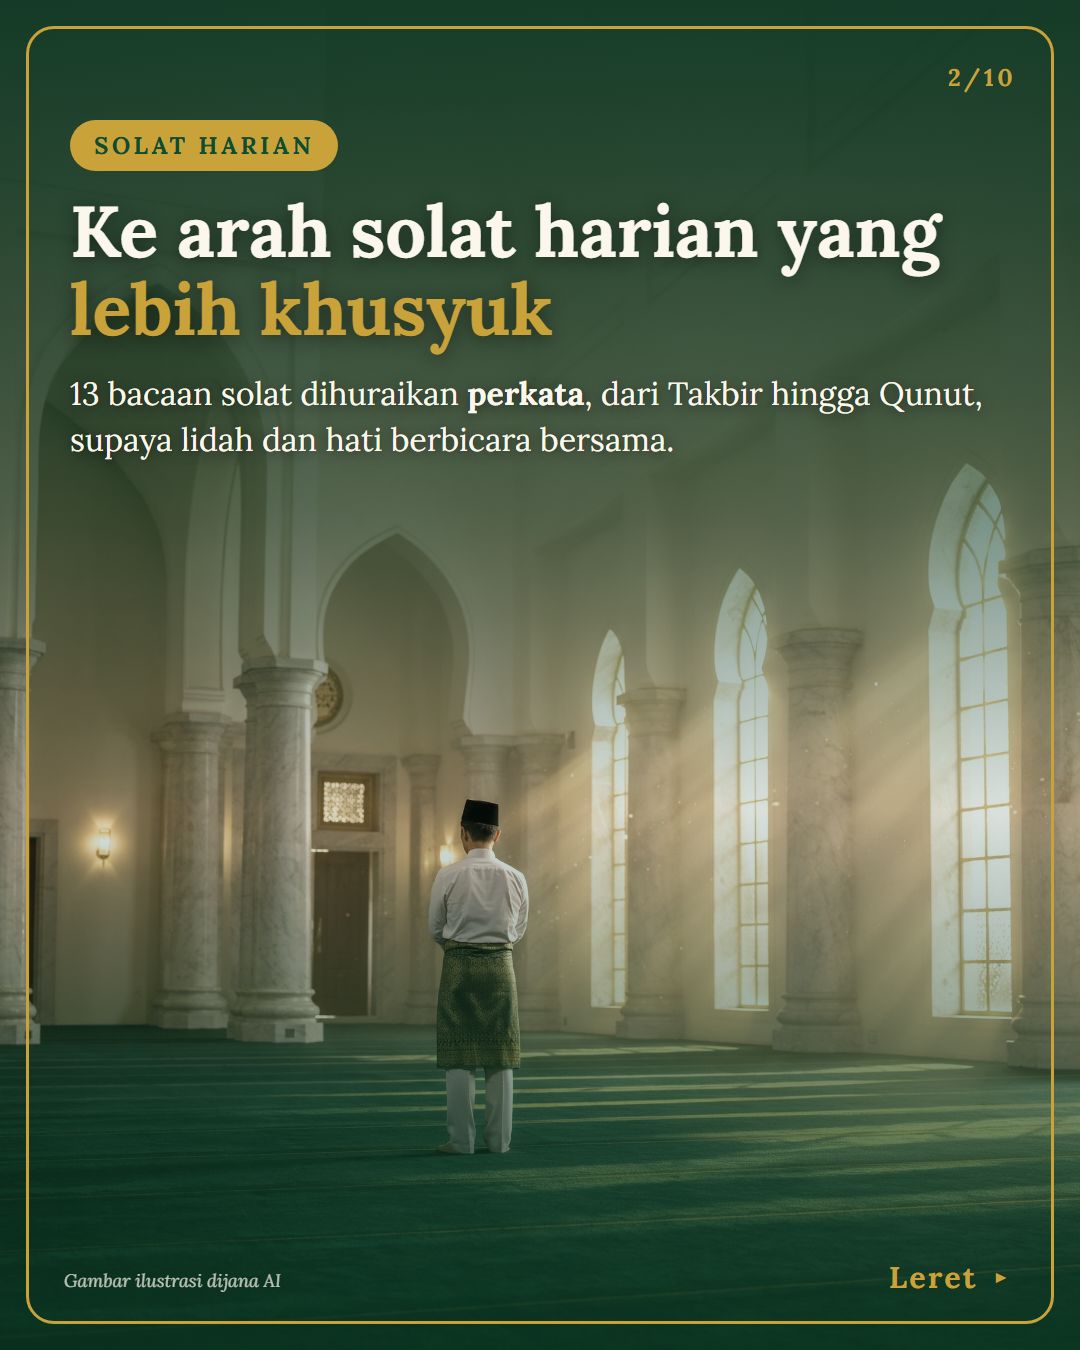 2/10
SOLAT HARIAN
Ke arah solat harian yang
lebih khusyuk
13 bacaan solat dihuraikan perkata, dari Takbir hingga Qunut,
supaya lidah dan hati berbicara bersama.
Gambar ilustrasi dijana AI
Leret ▸